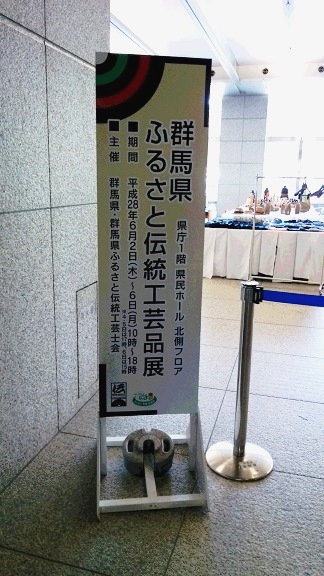 群馬県
ふるさと伝統工芸品展
県庁1階 県民ホール 北側フロア
■期間 平成28年6月2日(木)～6日(月)10時～18時
■主催 群馬県・群馬県ふるさと伝統工芸士会
伝